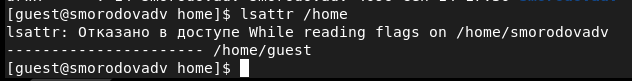 [guest@smorodovadv home]$ lsattr /home
lsattr: Отказано в доступе While reading flags on /home/smorodovadv
---------------------- /home/guest
[guest@smorodovadv home]$